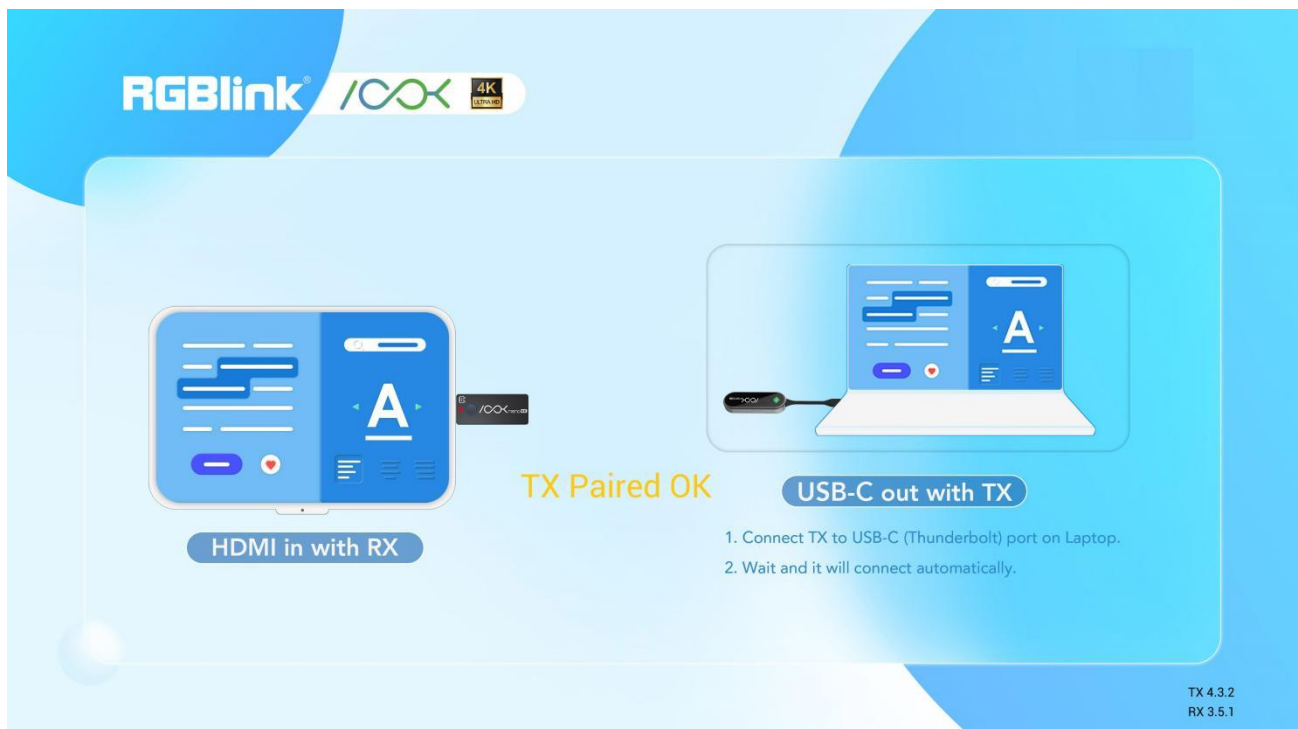 RGBlink®
4K
ULTRA HD
A
A
TX Paired OK
HDMI in with RX
USB-C out with TX
1. Connect TX to USB-C (Thunderbolt) port on Laptop.
2. Wait and it will connect automatically.
TX 4.3.2
RX 3.5.1